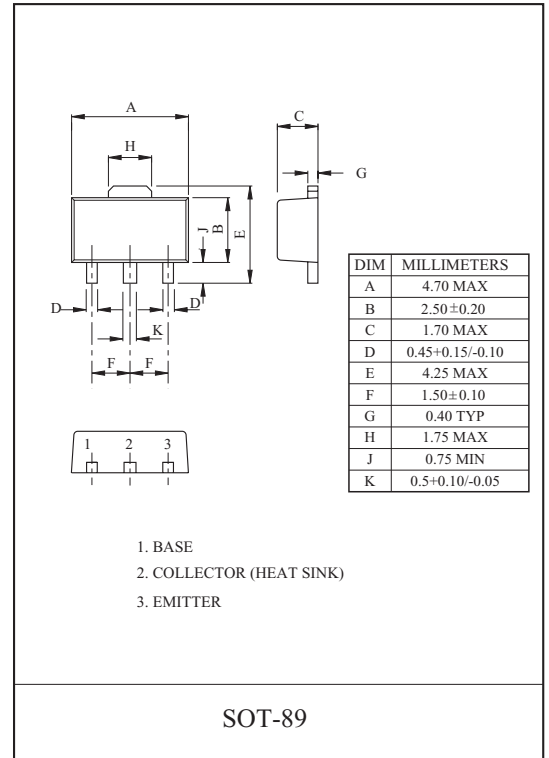 A
H
C
G
J
B
E
D
D
K
F
F
DIM MILLIMETERS
A 4.70 MAX
B 2.50±0.20
C 1.70 MAX
D 0.45+0.15/-0.10
E 4.25 MAX
F 1.50±0.10
G 0.40 TYP
H 1.75 MAX
J 0.75 MIN
K 0.5+0.10/-0.05
1 2 3
1. BASE
2. COLLECTOR (HEAT SINK)
3. EMITTER
SOT-89